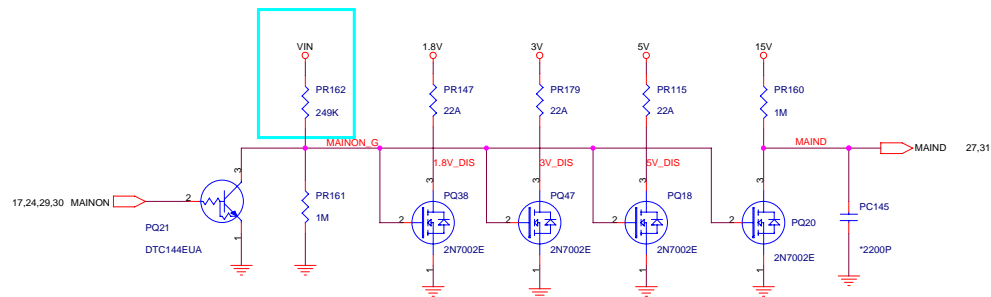 VIN
1.8V
3V
5V
15V
PR162
249K
PR147
22A
PR179
22A
PR115
22A
PR160
1M
MAINON_G
MAIND
MAIND 27,31
1.8V_DIS
3V_DIS
5V_DIS
3
3
3
3
3
17,24,29,30 MAINON
2
PR161
1M
PQ38
2
PQ47
2
PQ18
2
2
PQ20
PC145
*2200P
PQ21
DTC144EUA
1
2N7002E
1
2N7002E
1
2N7002E
1
2N7002E
1